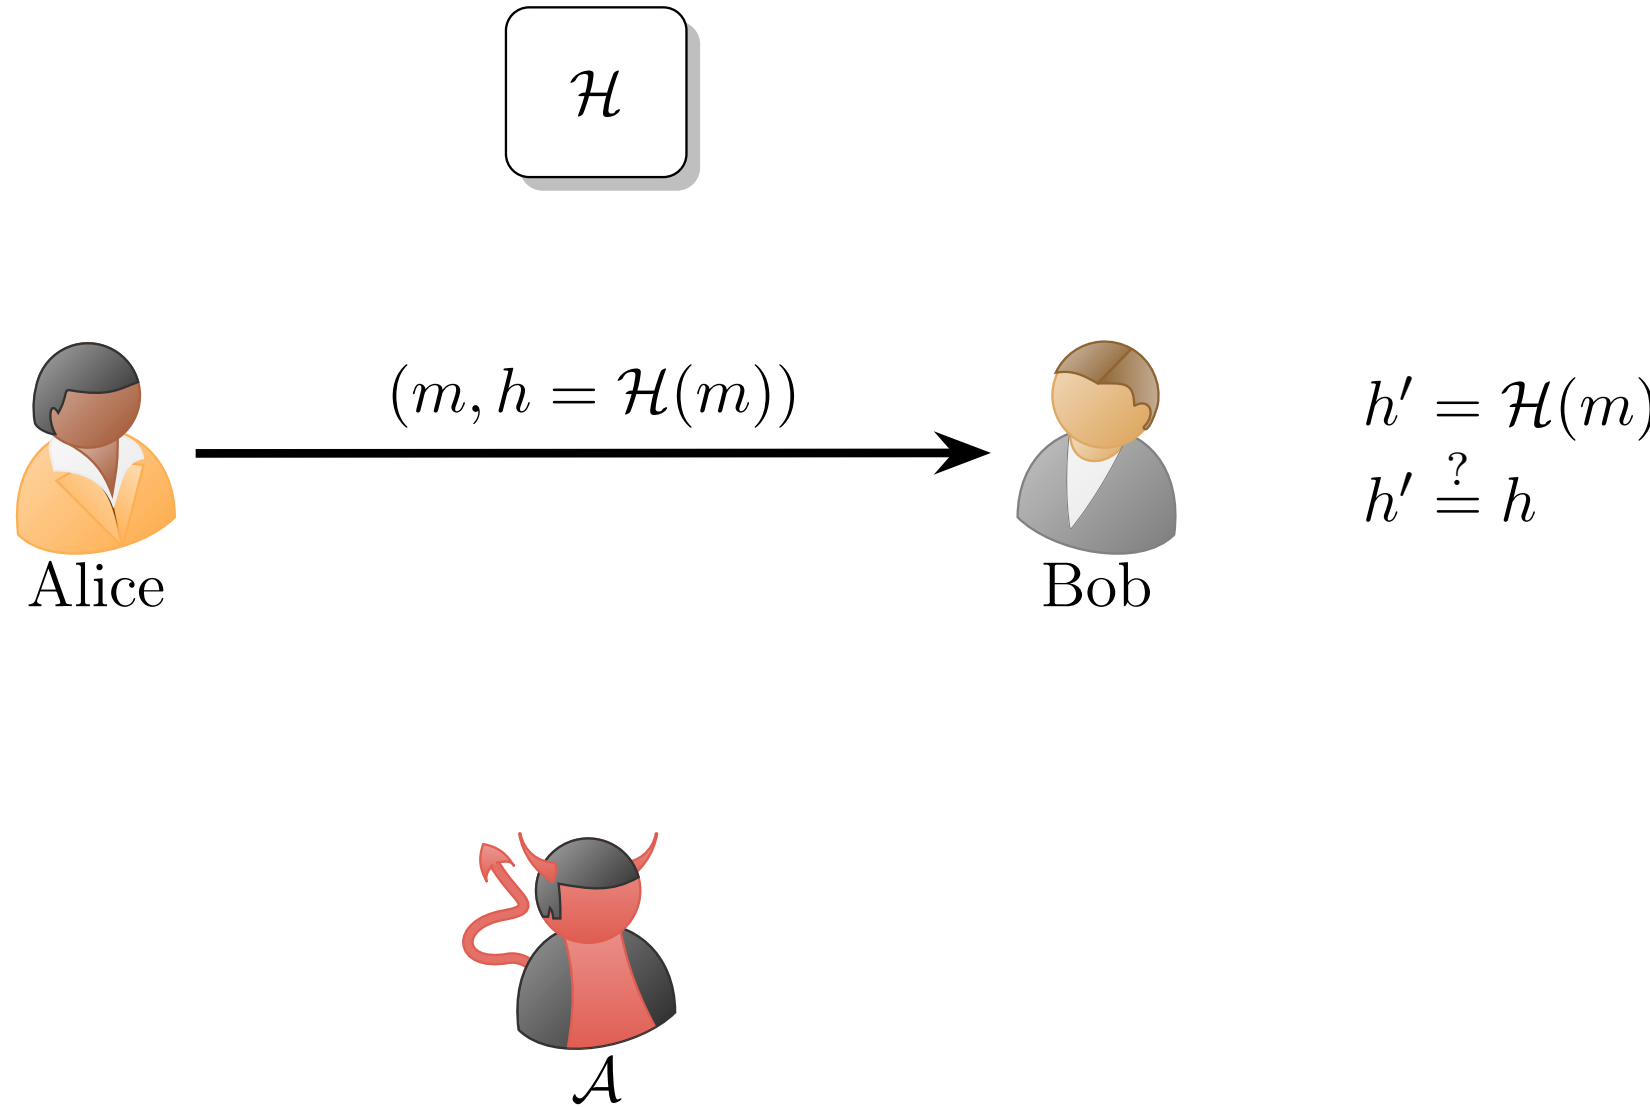 ℋ
(m, h = ℋ(m))
h′ = ℋ(m)
h′ ≟ h
Alice
Bob
𝒜